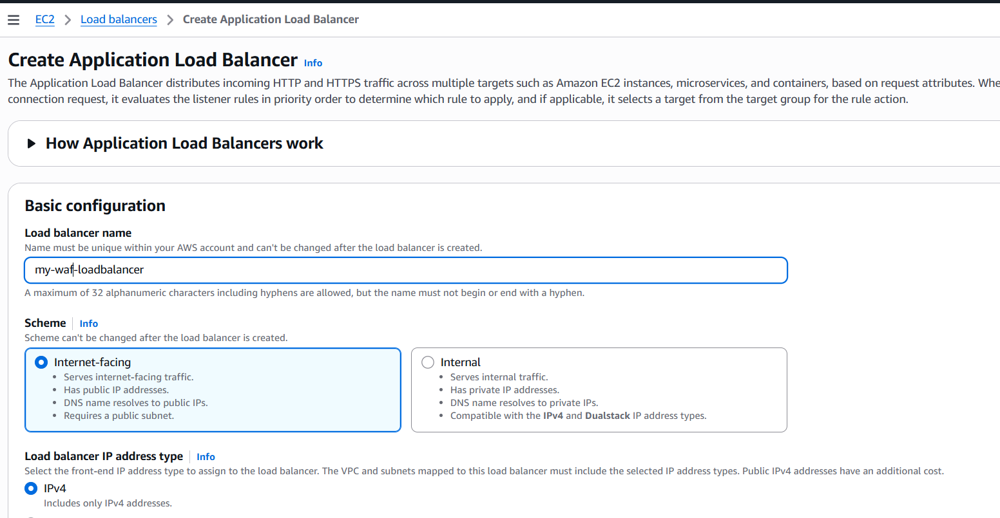 EC2 > Load balancers > Create Application Load Balancer
Create Application Load Balancer Info
The Application Load Balancer distributes incoming HTTP and HTTPS traffic across multiple targets such as Amazon EC2 instances, microservices, and containers, based on request attributes.
connection request, it evaluates the listener rules in priority order to determine which rule to apply, and if applicable, it selects a target from the target group for the rule action.
How Application Load Balancers work
Basic configuration
Load balancer name
Name must be unique within your AWS account and can't be changed after the load balancer is created.
my-waf-loadbalancer
A maximum of 32 alphanumeric characters including hyphens are allowed, but the name must not begin or end with a hyphen.
Scheme Info
Scheme can't be changed after the load balancer is created.
Internet-facing
• Serves internet-facing traffic.
• Has public IP addresses.
• DNS name resolves to public IPs.
• Requires a public subnet.
Internal
• Serves internal traffic.
• Has private IP addresses.
• DNS name resolves to private IPs.
• Compatible with the IPv4 and Dualstack IP address types.
Load balancer IP address type Info
Select the front-end IP address type to assign to the load balancer. The VPC and subnets mapped to this load balancer must include the selected IP address types. Public IPv4 addresses have an additional cost.
IPv4
Includes only IPv4 addresses.